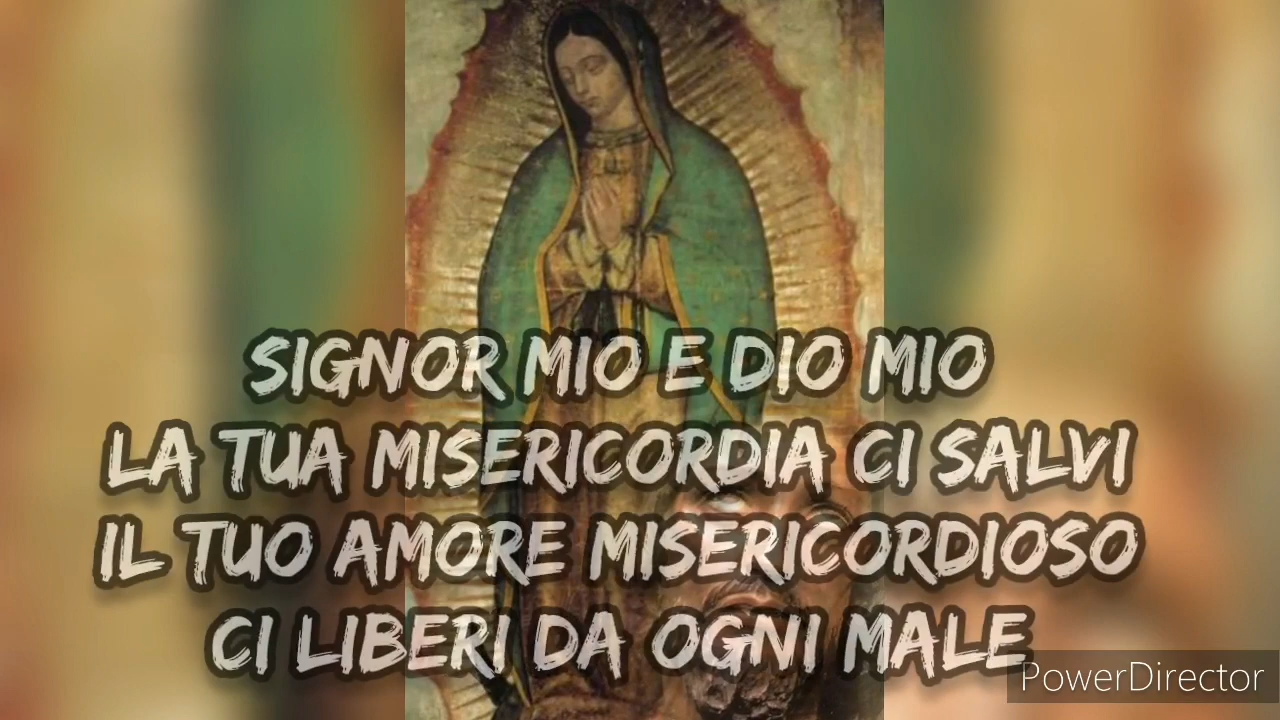 SIGNOR MIO E DIO MIO
LA TUA MISERICORDIA CI SALVI
IL TUO AMORE MISERICORDIOSO
CI LIBERI DA OGNI MALE
PowerDirector